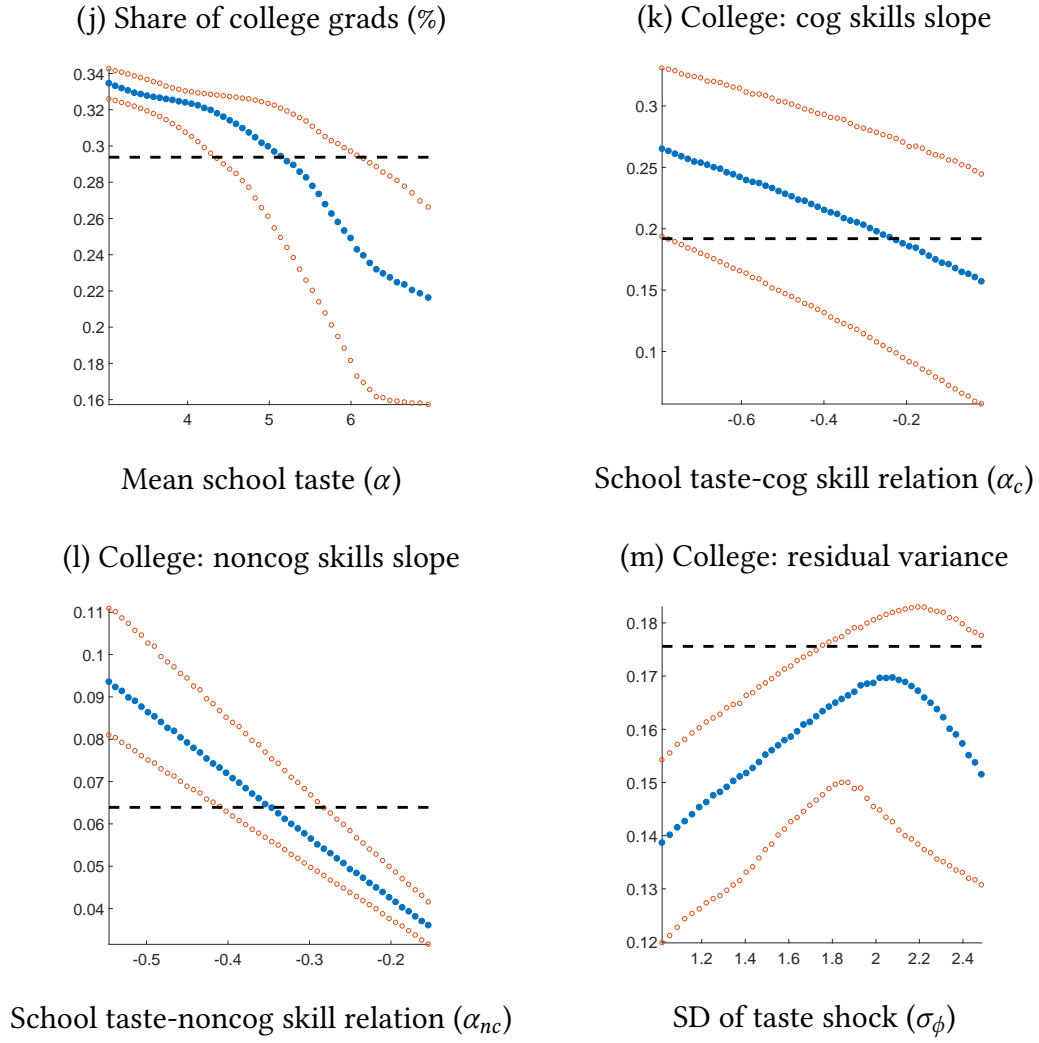 (j) Share of college grads (%)
0.34
0.32
0.3
0.28
0.26
0.24
0.22
0.2
0.18
0.16
4 5 6
Mean school taste (α)
(k) College: cog skills slope
0.3
0.25
0.2
0.15
0.1
-0.6 -0.4 -0.2
School taste-cog skill relation (α_c)
(l) College: noncog skills slope
0.11
0.1
0.09
0.08
0.07
0.06
0.05
0.04
-0.5 -0.4 -0.3 -0.2
School taste-noncog skill relation (α_nc)
(m) College: residual variance
0.18
0.17
0.16
0.15
0.14
0.13
0.12
1.2 1.4 1.6 1.8 2 2.2 2.4
SD of taste shock (σ_ϕ)